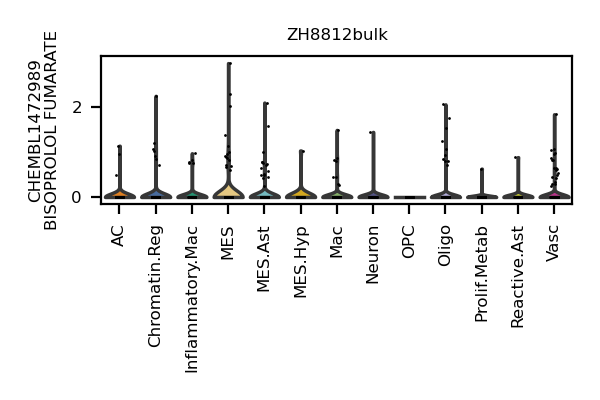 ZH8812bulk
CHEMBL1472989
BISOPROLOL FUMARATE
2
0
AC
Chromatin.Reg
Inflammatory.Mac
MES
MES.Ast
MES.Hyp
Mac
Neuron
OPC
Oligo
Prolif.Metab
Reactive.Ast
Vasc